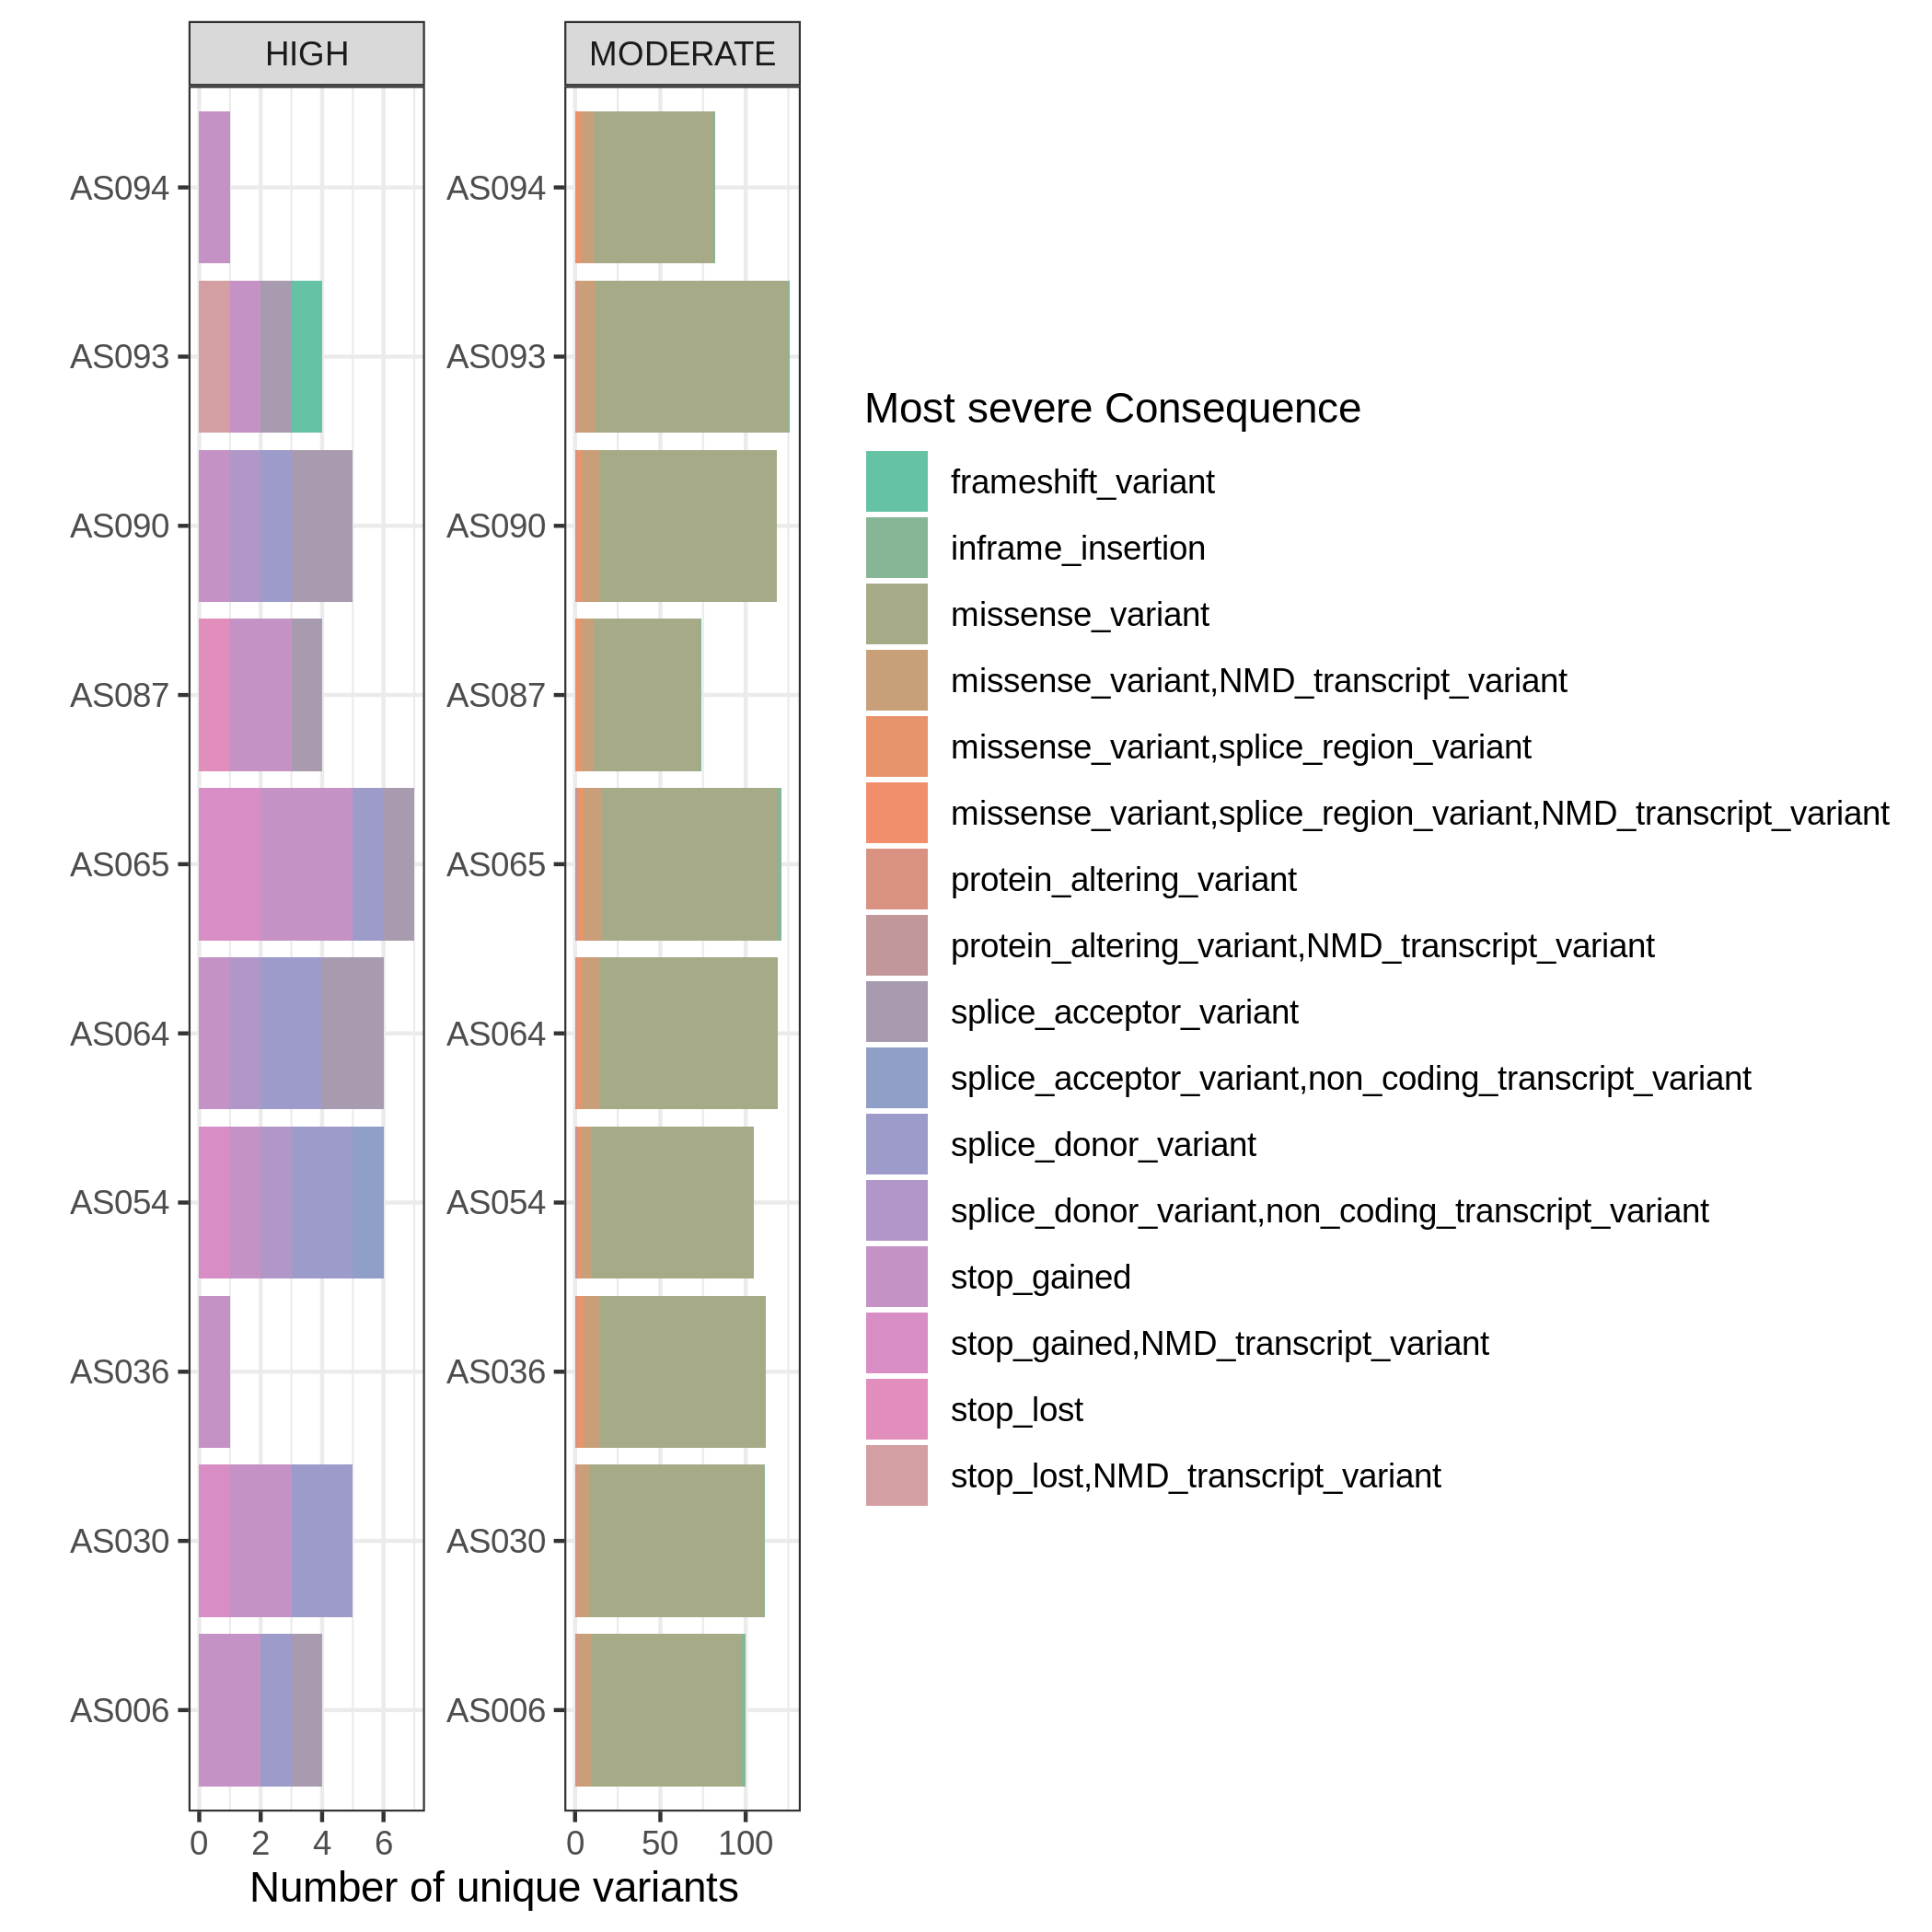 HIGH
MODERATE
AS094
AS094
AS093
AS093
AS090
AS090
AS087
AS087
AS065
AS065
AS064
AS064
AS054
AS054
AS036
AS036
AS030
AS030
AS006
AS006
0 2 4 6
0 50 100
Number of unique variants
Most severe Consequence
frameshift_variant
inframe_insertion
missense_variant
missense_variant,NMD_transcript_variant
missense_variant,splice_region_variant
missense_variant,splice_region_variant,NMD_transcript_variant
protein_altering_variant
protein_altering_variant,NMD_transcript_variant
splice_acceptor_variant
splice_acceptor_variant,non_coding_transcript_variant
splice_donor_variant
splice_donor_variant,non_coding_transcript_variant
stop_gained
stop_gained,NMD_transcript_variant
stop_lost
stop_lost,NMD_transcript_variant